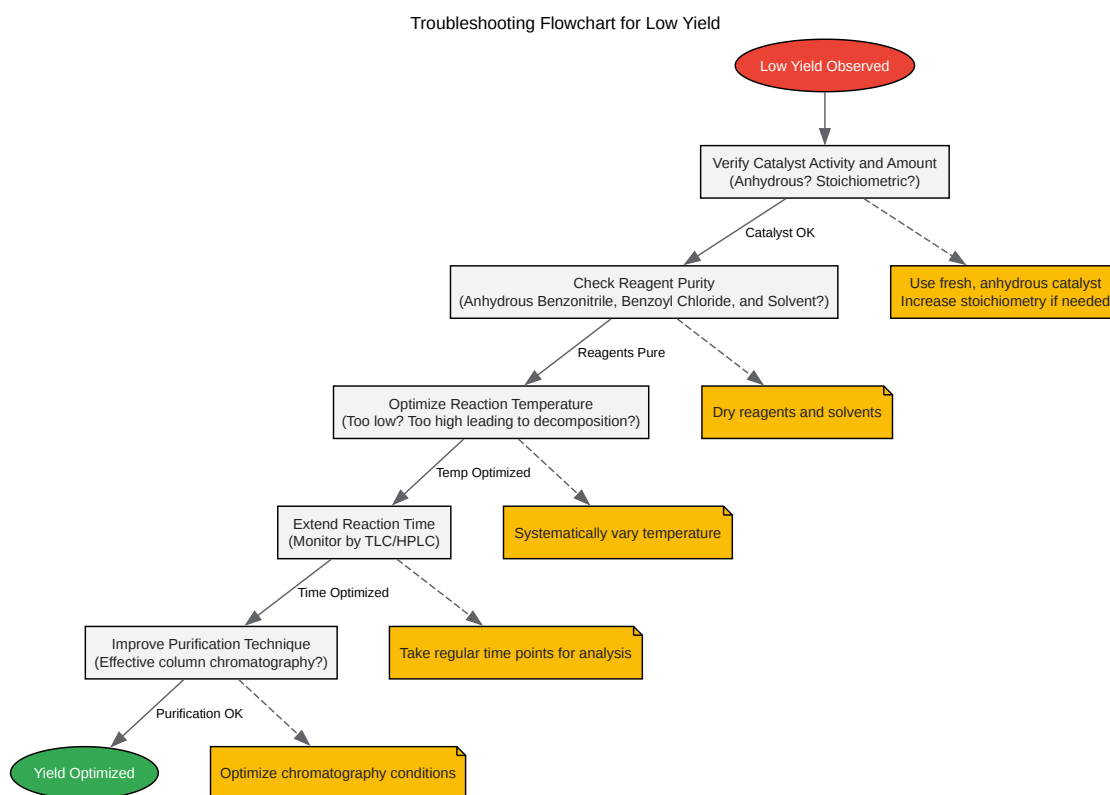 Troubleshooting Flowchart for Low Yield
Low Yield Observed
Verify Catalyst Activity and Amount
(Anhydrous? Stoichiometric?)
Catalyst OK
Check Reagent Purity
(Anhydrous Benzonitrile, Benzoyl Chloride, and Solvent?)
Use fresh, anhydrous catalyst
Increase stoichiometry if needed
Reagents Pure
Optimize Reaction Temperature
(Too low? Too high leading to decomposition?)
Dry reagents and solvents
Temp Optimized
Extend Reaction Time
(Monitor by TLC/HPLC)
Systematically vary temperature
Time Optimized
Improve Purification Technique
(Effective column chromatography?)
Take regular time points for analysis
Purification OK
Yield Optimized
Optimize chromatography conditions